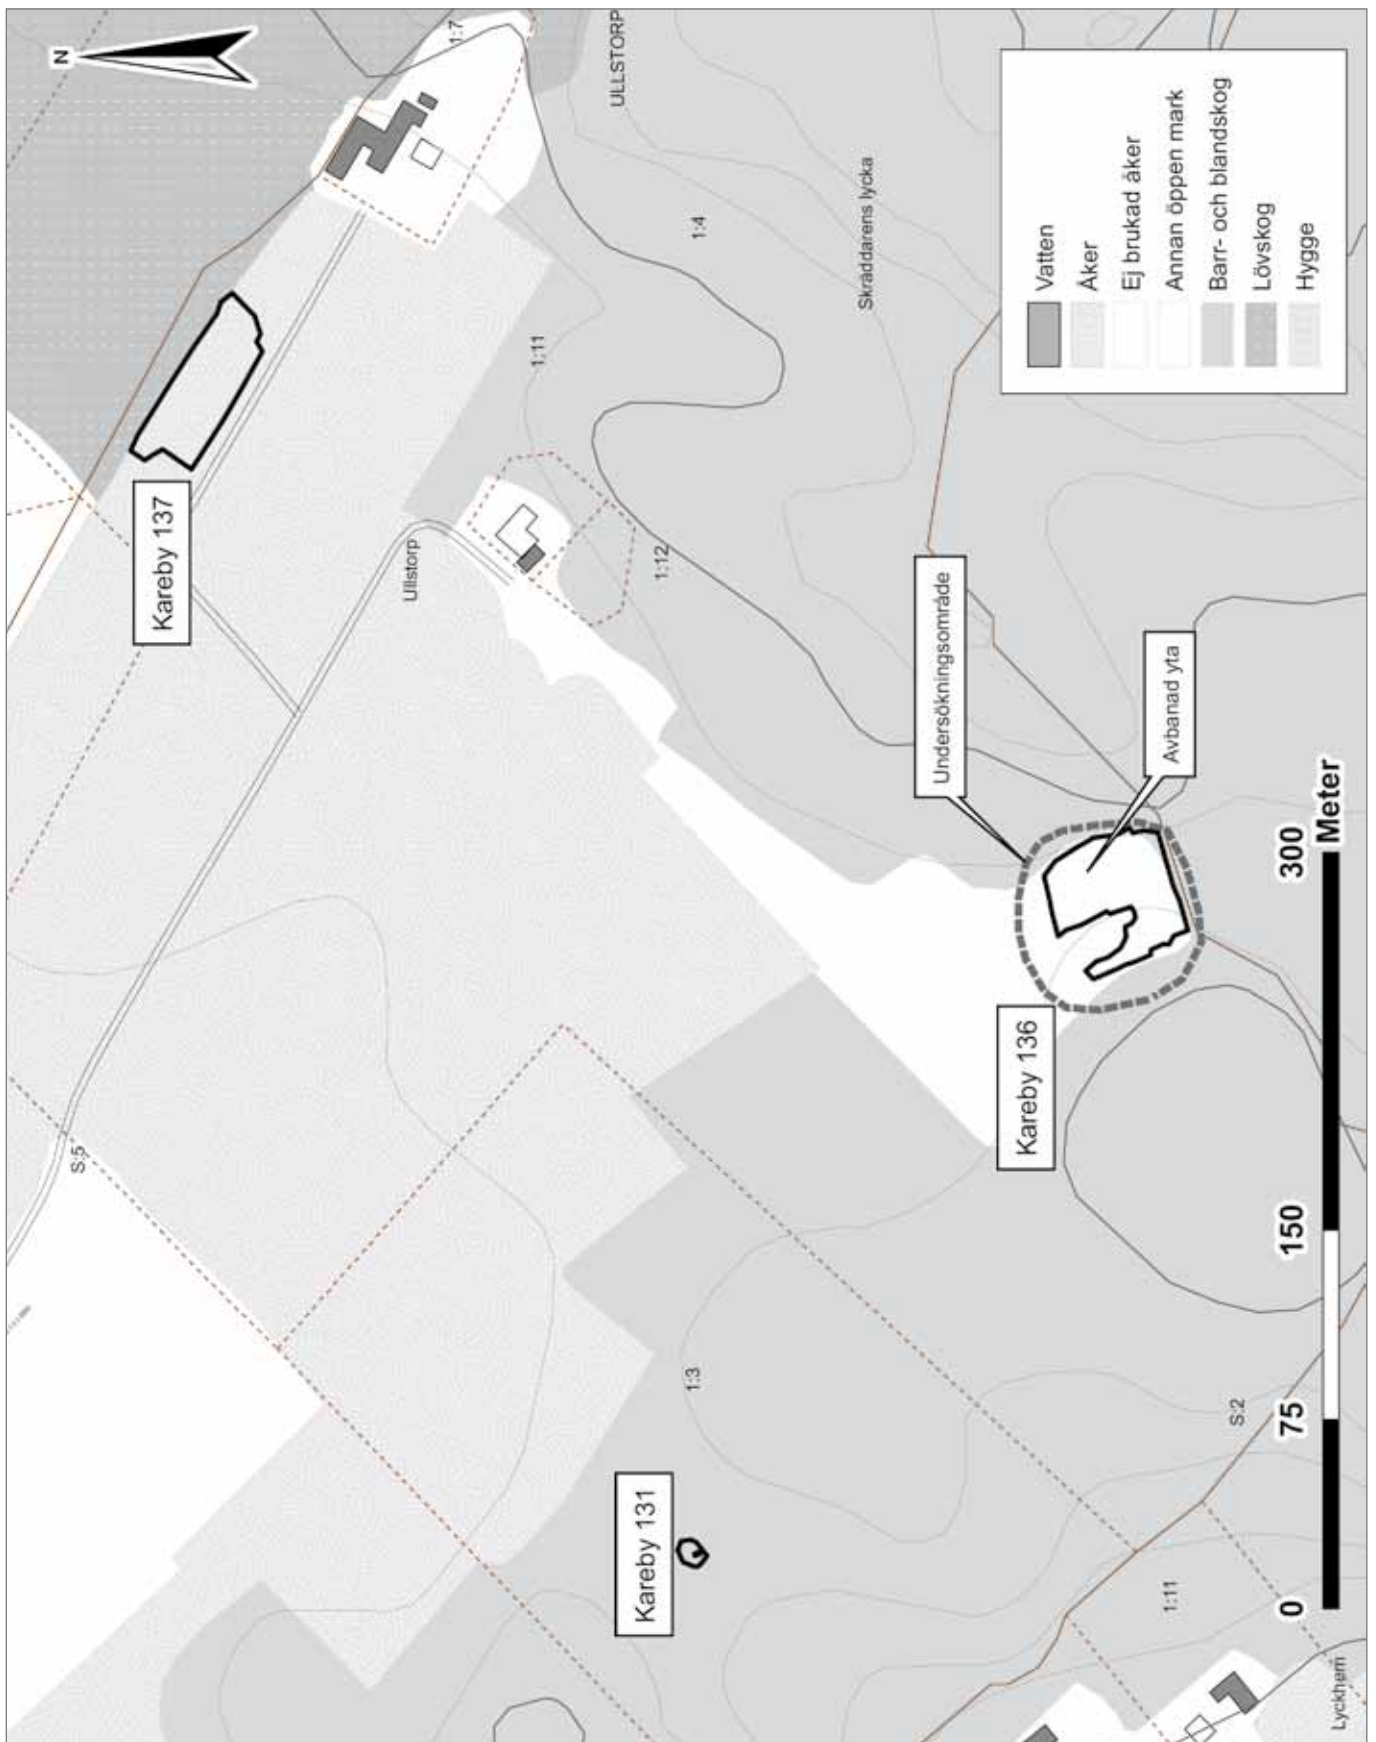 N
1:7
ULLSTORP
Kareby 137
1:4
Skräddarens lycka
1:11
Ullstorp
1:12
Undersökningsområde
Avbanad yta
S:5
Kareby 136
1:3
Kareby 131
S:2
1:11
Lyckhem
Vatten
Åker
Ej brukad åker
Annan öppen mark
Barr- och blandskog
Lövskog
Hygge
0 75 150 300
Meter